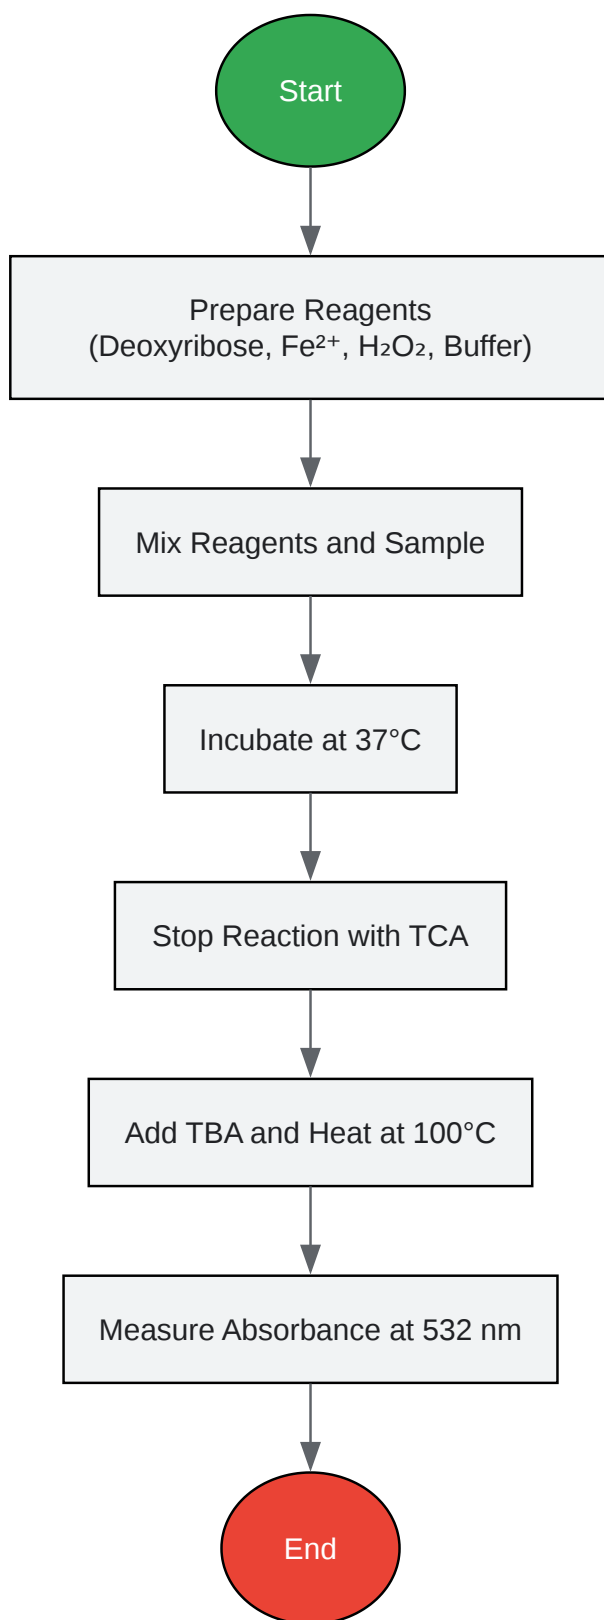 Start
Prepare Reagents
(Deoxyribose, Fe²⁺, H₂O₂, Buffer)
Mix Reagents and Sample
Incubate at 37°C
Stop Reaction with TCA
Add TBA and Heat at 100°C
Measure Absorbance at 532 nm
End